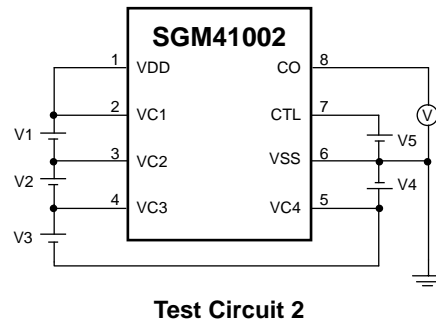 SGM41002
1 VDD CO 8
2 VC1 CTL 7
V1 V5
3 VC2 VSS 6
V2 V4
4 VC3 VC4 5
V3
V
Test Circuit 2